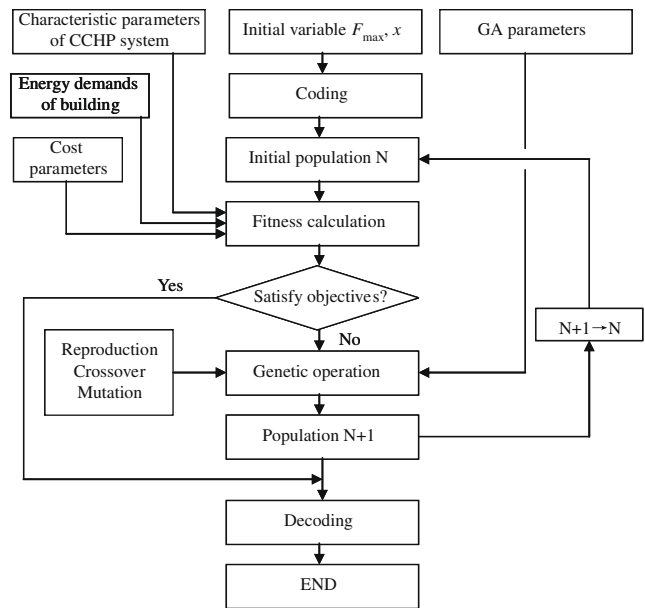 Characteristic parameters
of CCHP system
Initial variable Fmax, x
GA parameters
Energy demands
of building
Coding
Cost
parameters
Initial population N
Fitness calculation
Yes
Satisfy objectives?
No
N+1→N
Reproduction
Crossover
Mutation
Genetic operation
Population N+1
Decoding
END